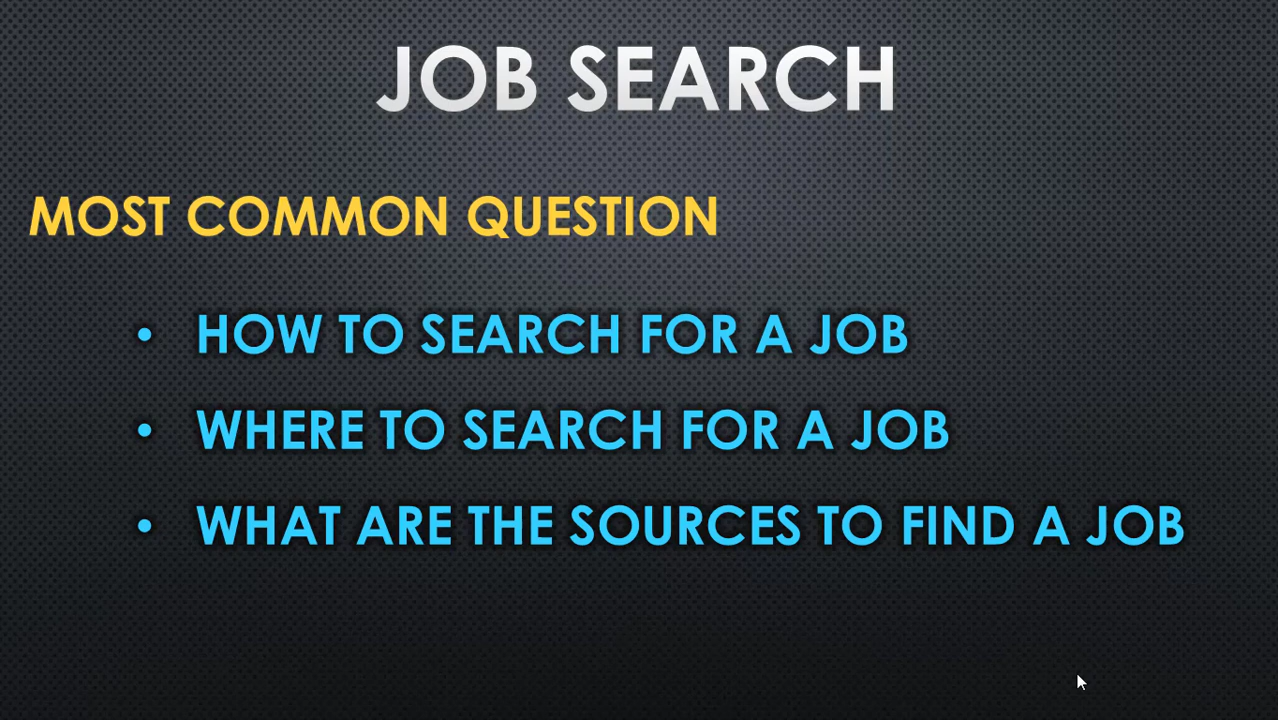 JOB SEARCH
MOST COMMON QUESTION
• HOW TO SEARCH FOR A JOB
• WHERE TO SEARCH FOR A JOB
• WHAT ARE THE SOURCES TO FIND A JOB